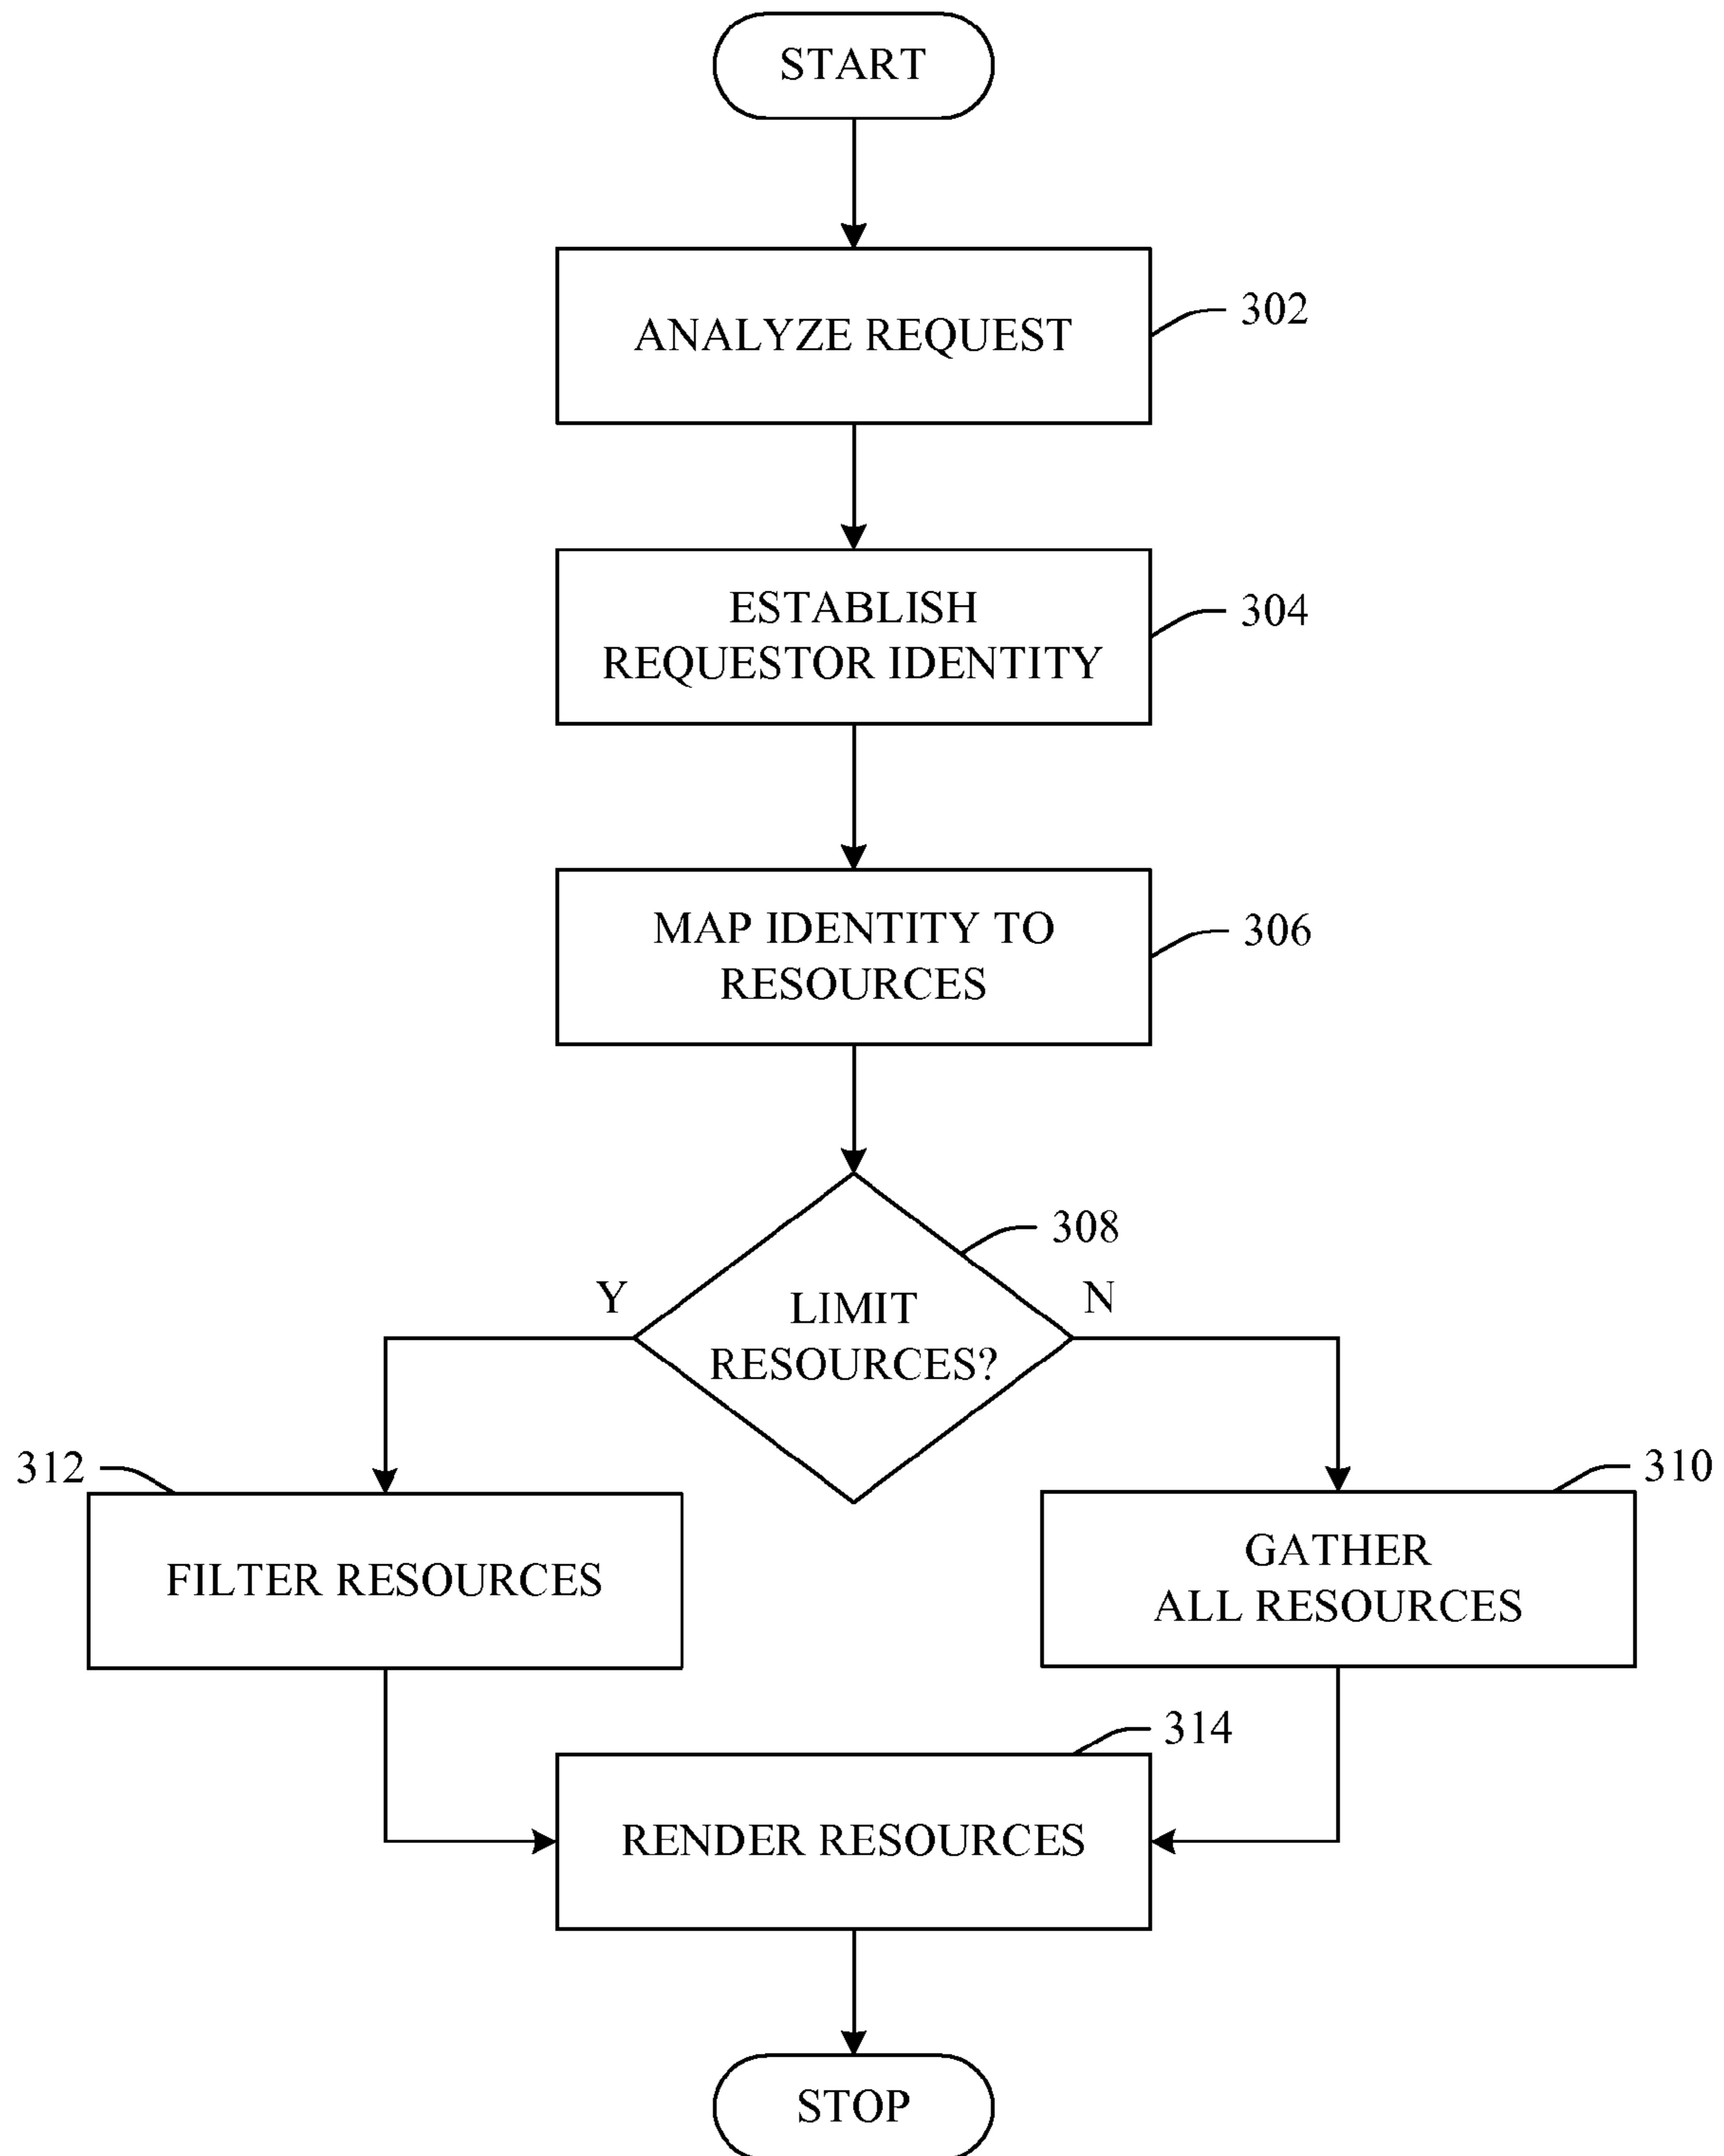 START
ANALYZE REQUEST
302
ESTABLISH
REQUESTOR IDENTITY
304
MAP IDENTITY TO
RESOURCES
306
308
Y
LIMIT
RESOURCES?
N
312
FILTER RESOURCES
310
GATHER
ALL RESOURCES
314
RENDER RESOURCES
STOP